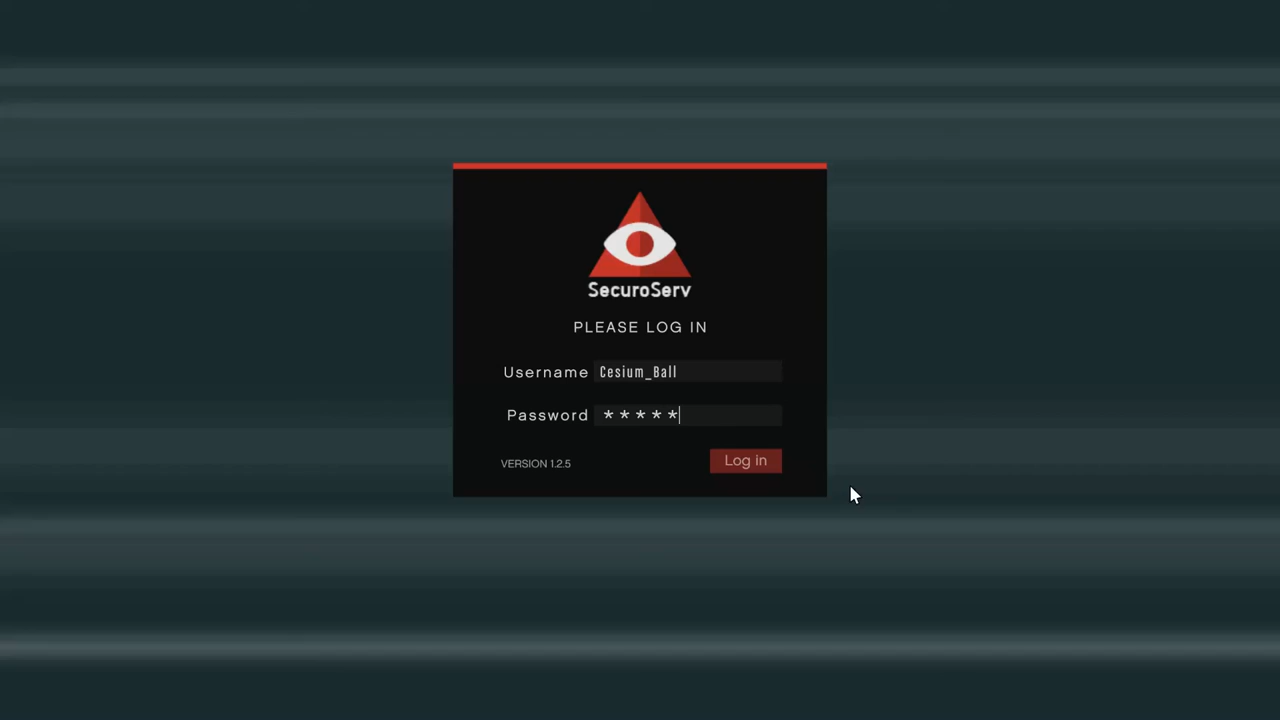 SecuroServ
PLEASE LOG IN
Username Cesium_Ball
Password *****
VERSION 1.2.5 Log in